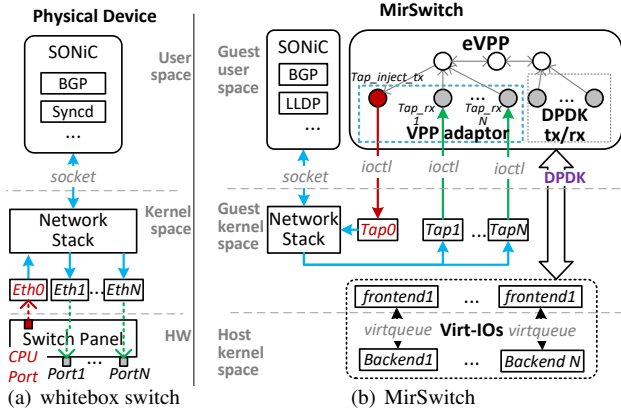 Physical Device
SONiC
BGP
Syncd
...
User
space
socket
Network
Stack
Kernel
space
Eth0
Eth1
...
EthN
Switch Panel
HW
CPU
Port
Port1
...
PortN
(a) whitebox switch
MirSwitch
Guest
user
space
SONiC
BGP
LLDP
...
eVPP
Tap_inject_tx
Tap_rx
1
...
Tap_rx
N
VPP adaptor
...
DPDK
tx/rx
socket
ioctl
ioctl
ioctl
DPDK
Guest
kernel
space
Network
Stack
Tap0
Tap1
...
TapN
frontend1
...
frontend1
virtqueue
Virt-IOs
virtqueue
Host
kernel
space
Backend1
...
Backend N
(b) MirSwitch